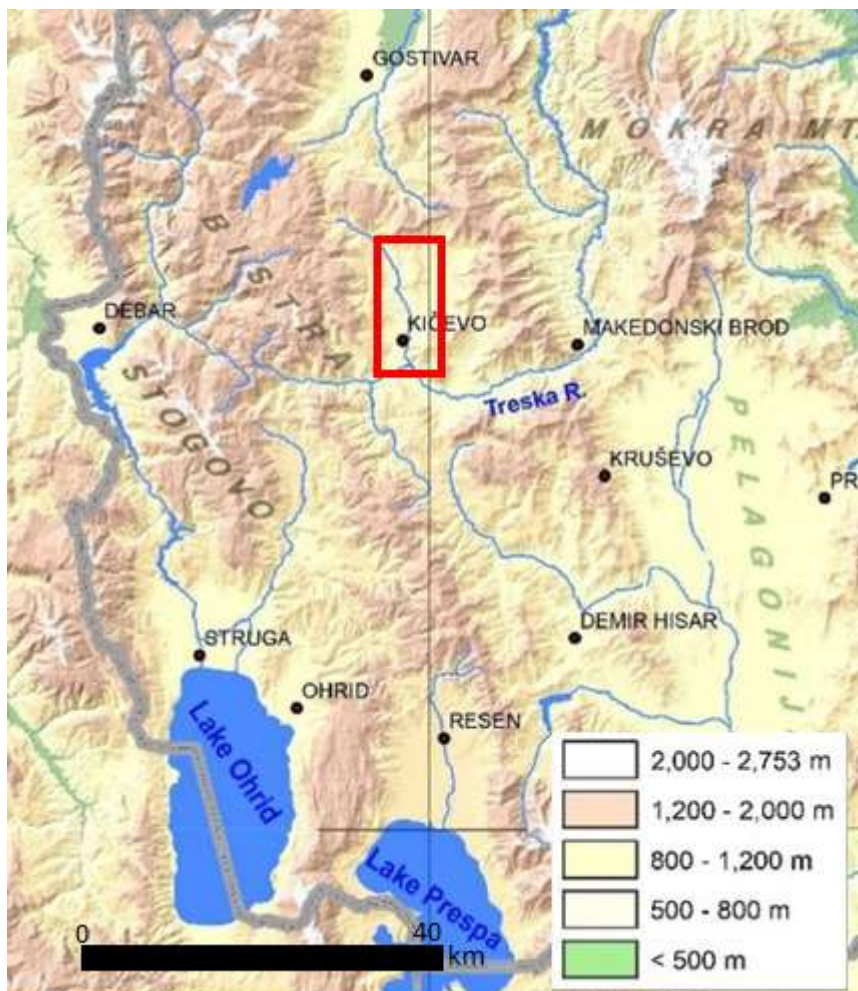 GOSTIVAR
MOKRA MT
BISTRA
DEBAR
KIČEVO
MAKEDONSKI BROD
STOGOVO
Treska R.
PELAGONIJ
KRUŠEVO
PR
STRUGA
DEMIR HISAR
OHRID
Lake Ohrid
RESEN
Lake Prespa
2,000 - 2,753 m
1,200 - 2,000 m
800 - 1,200 m
500 - 800 m
< 500 m
0 40 km